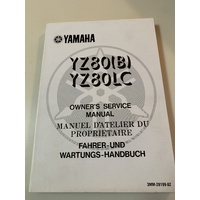 YAMAHA
YZ80(B)
YZ80LC
OWNER'S SERVICE
MANUAL
MANUEL D'ATELIER DU
PROPRIETAIRE
FAHRER-UND
WARTUNGS-HANDBUCH